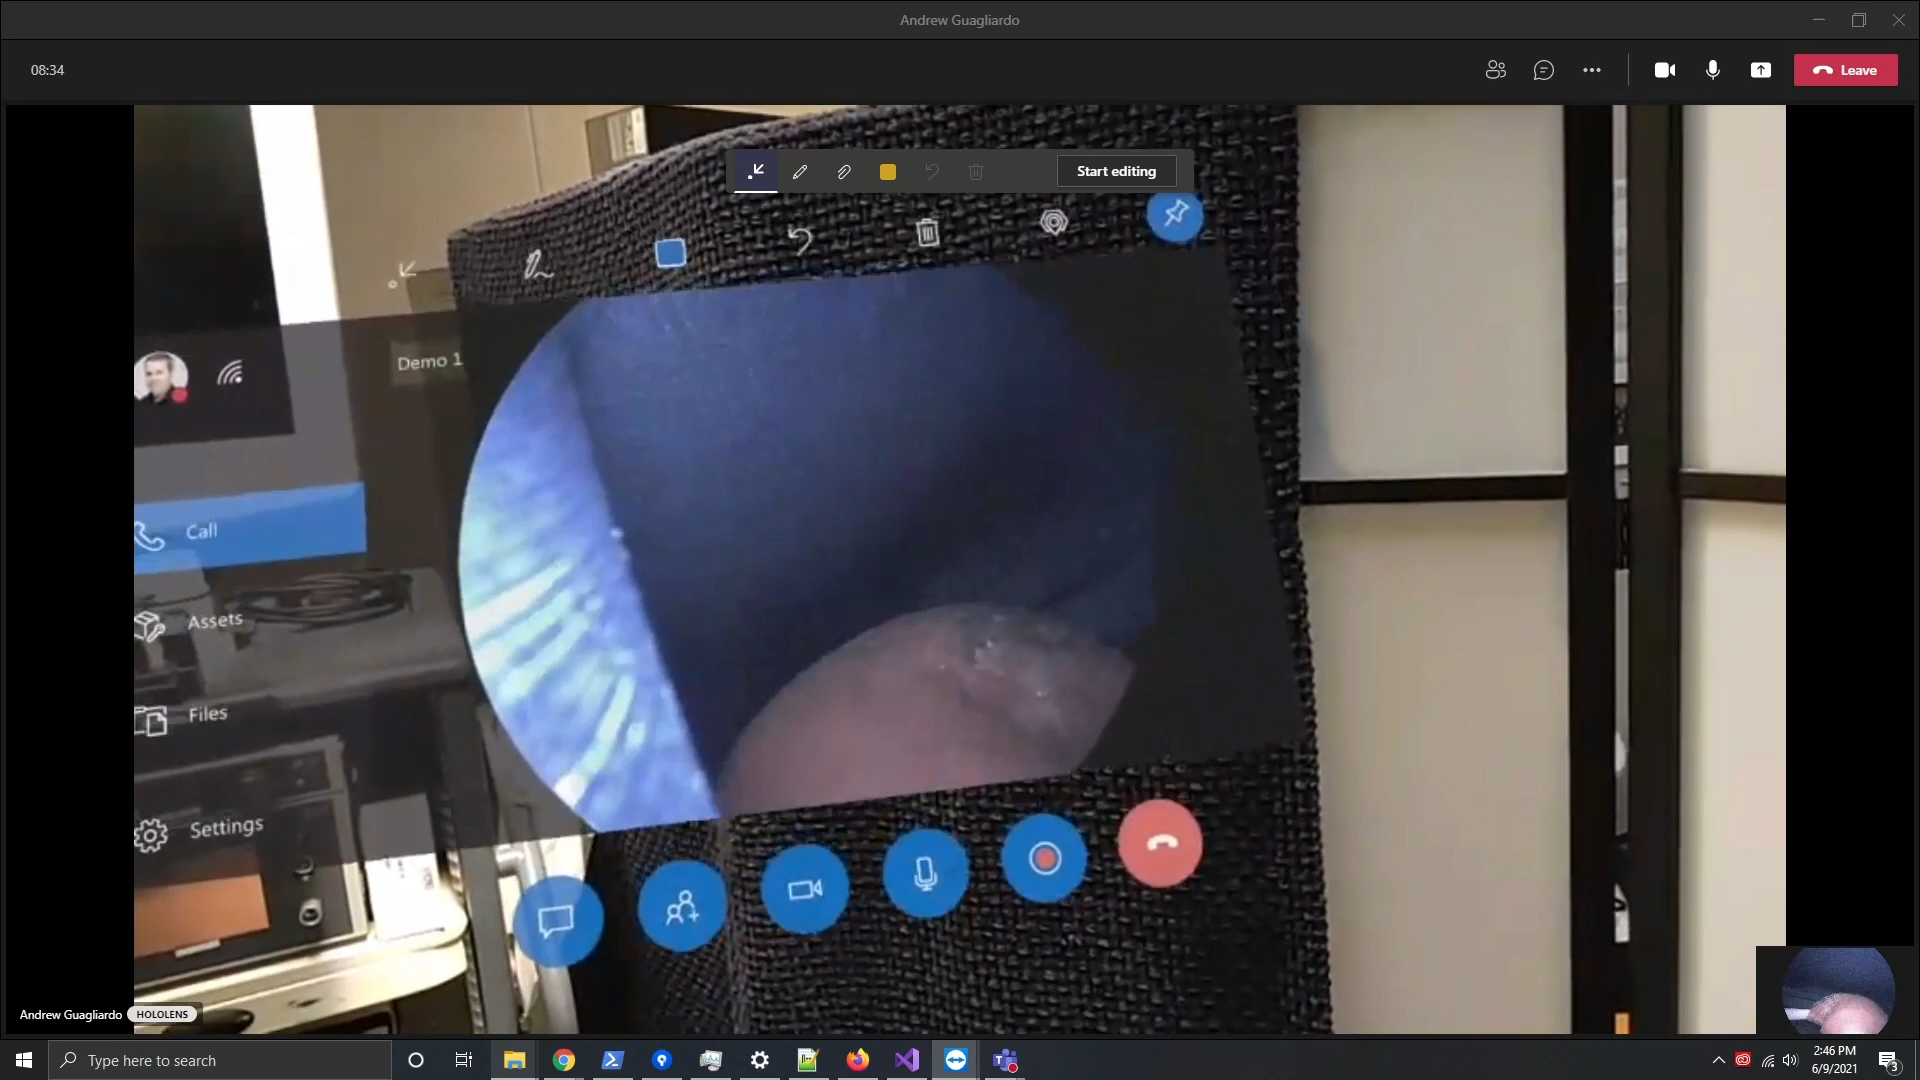 Andrew Guagliardo
08:34
Leave
Start editing
Demo 1
Call
Assets
Files
Settings
Andrew Guagliardo HOLOLENS
Type here to search
2:46 PM
6/9/2021
3